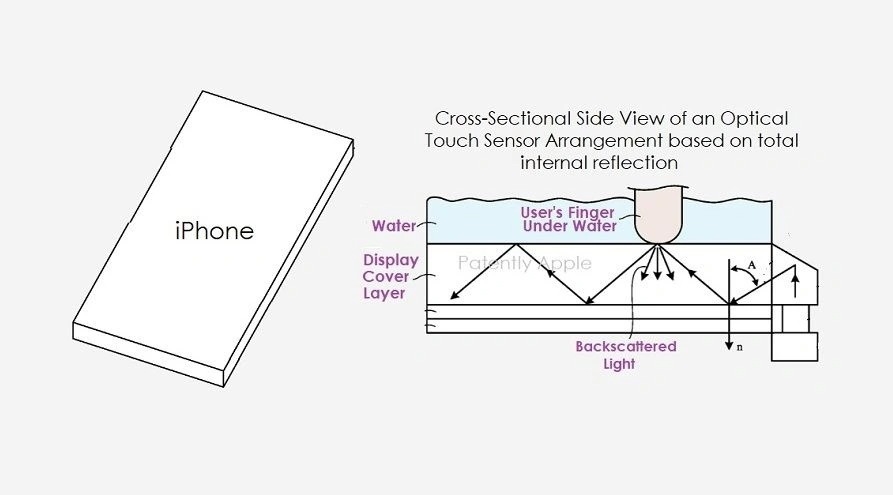 iPhone
Cross-Sectional Side View of an Optical
Touch Sensor Arrangement based on total
internal reflection
Water
User's Finger
Under Water
Display
Cover
Layer
Patently Apple
A
n
Backscattered
Light